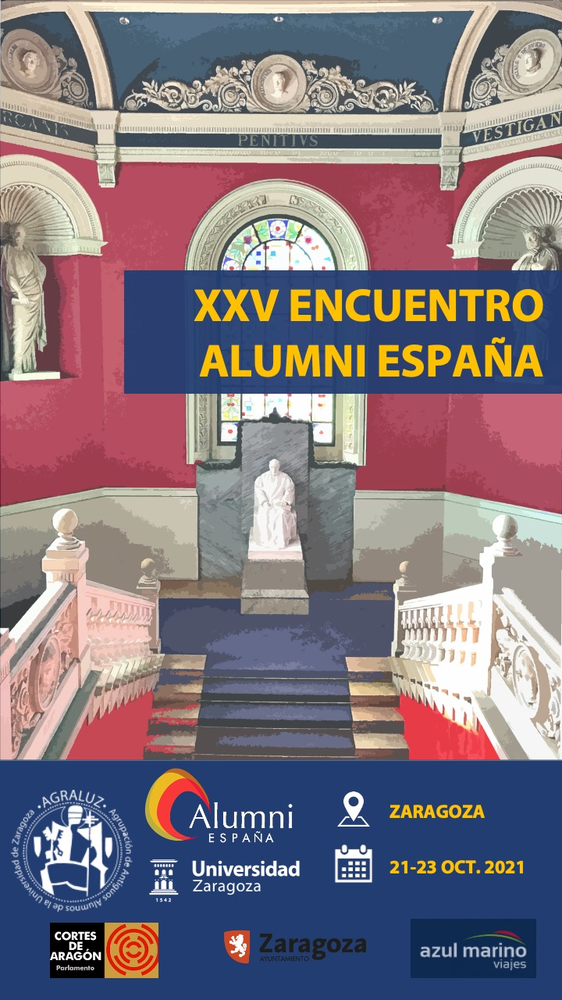 RCANIS
PENITIVS
VESTIGAN
XXV ENCUENTRO
ALUMNI ESPAÑA
· AGRALUZ · Agrupación de Antiguos Alumnos de la Universidad de Zaragoza
Alumni
ESPAÑA
ZARAGOZA
1542
Universidad
Zaragoza
21-23 OCT. 2021
CORTES
DE
ARAGÓN
Parlamento
Zaragoza
AYUNTAMIENTO
azul marino
viajes